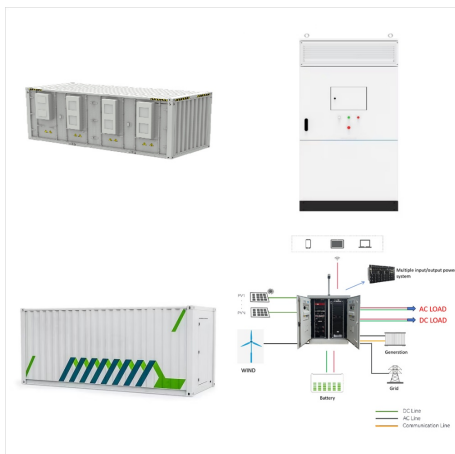 Multiple input/output power
system
PV1
AC LOAD
DC LOAD
WIND
Generation
Grid
Battery
DC Line
AC Line
Communication Line